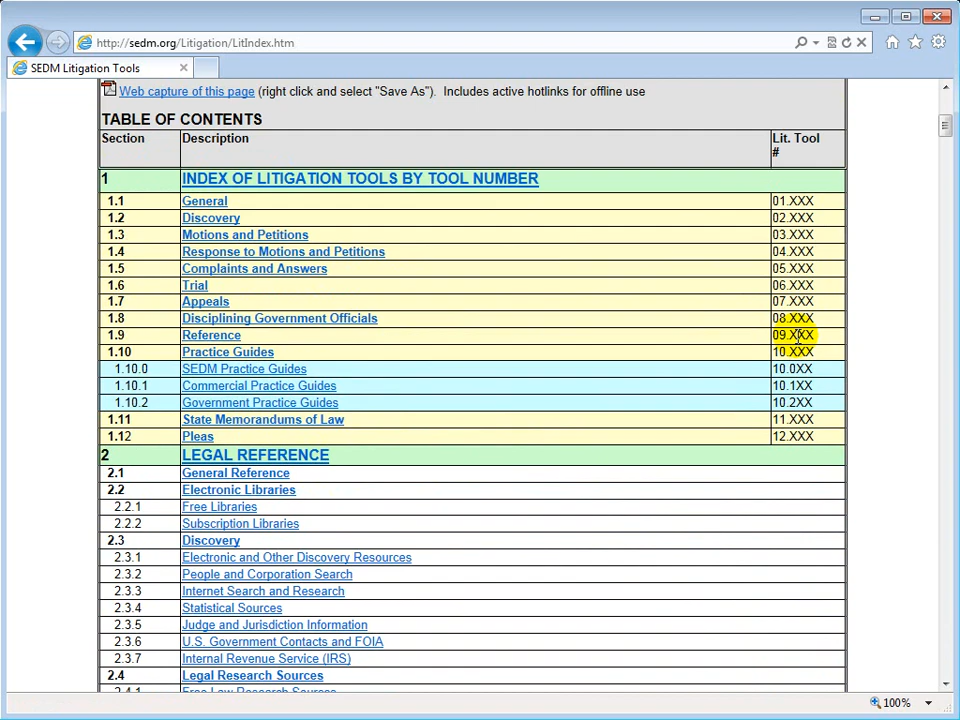 http://sedm.org/Litigation/LitIndex.htm
SEDM Litigation Tools
Web capture of this page (right click and select "Save As"). Includes active hotlinks for offline use
TABLE OF CONTENTS
Section Description Lit. Tool #
1 INDEX OF LITIGATION TOOLS BY TOOL NUMBER
1.1 General 01.XXX
1.2 Discovery 02.XXX
1.3 Motions and Petitions 03.XXX
1.4 Response to Motions and Petitions 04.XXX
1.5 Complaints and Answers 05.XXX
1.6 Trial 06.XXX
1.7 Appeals 07.XXX
1.8 Disciplining Government Officials 08.XXX
1.9 Reference 09.XXX
1.10 Practice Guides 10.XXX
1.10.0 SEDM Practice Guides 10.0XX
1.10.1 Commercial Practice Guides 10.1XX
1.10.2 Government Practice Guides 10.2XX
1.11 State Memorandums of Law 11.XXX
1.12 Pleas 12.XXX
2 LEGAL REFERENCE
2.1 General Reference
2.2 Electronic Libraries
2.2.1 Free Libraries
2.2.2 Subscription Libraries
2.3 Discovery
2.3.1 Electronic and Other Discovery Resources
2.3.2 People and Corporation Search
2.3.3 Internet Search and Research
2.3.4 Statistical Sources
2.3.5 Judge and Jurisdiction Information
2.3.6 U.S. Government Contacts and FOIA
2.3.7 Internal Revenue Service (IRS)
2.4 Legal Research Sources
2.4.1 Free Law Research Sources
100%